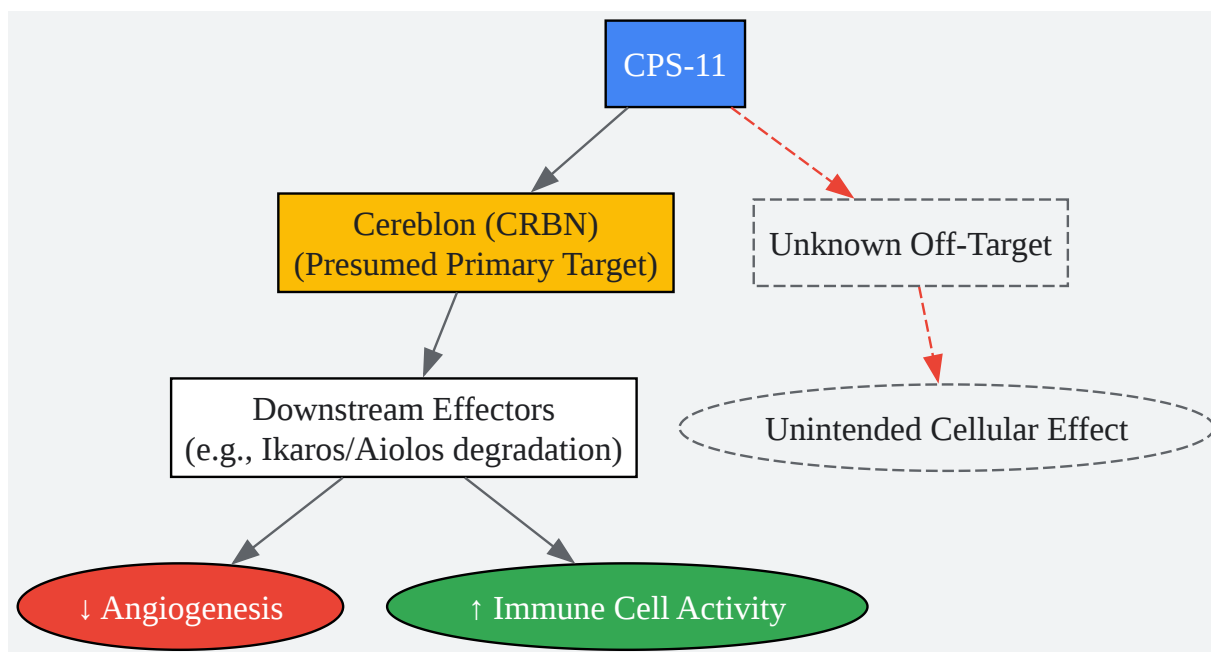 CPS-11
Cereblon (CRBN)
(Presumed Primary Target)
Unknown Off-Target
Downstream Effectors
(e.g., Ikaros/Aiolos degradation)
Unintended Cellular Effect
↓ Angiogenesis
↑ Immune Cell Activity